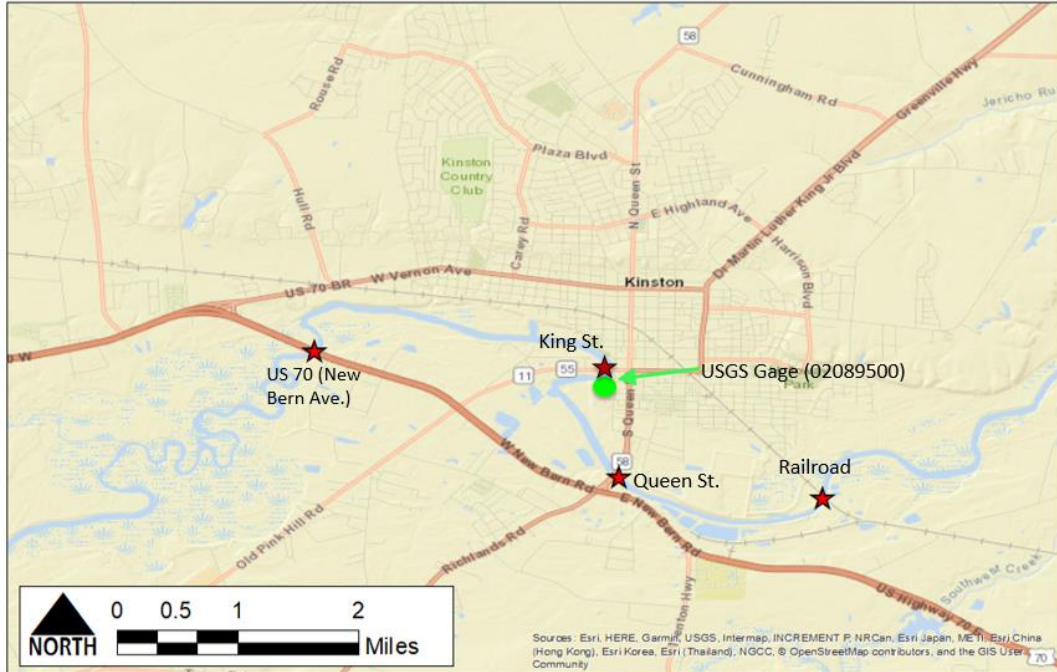 58
Cunningham Rd
Greenville Hwy
Jericho Ru
Rouse Rd
Plaza Blvd
Kinston
Country
Club
N Queen St
E Highland Ave
Dr Martin Luther King Jr Blvd
Harrison Blvd
Hull Rd
Carey Rd
W Vernon Ave
US 70 BR
Kinston
0 W
King St.
US 70 (New
Bern Ave.)
11
55
USGS Gage (02089500)
Park
S Queen
58
W New Bern Rd
Queen St.
Railroad
E New Bern Rd
Old Pink Hill Rd
Richlands Rd
Southwest Creek
US Highway 70 E
70
NORTH
0 0.5 1 2
Miles
Sources: Esri, HERE, Garmin, USGS, Intermap, INCREMENT P, NRCan, Esri Japan, METI, Esri China
(Hong Kong), Esri Korea, Esri (Thailand), NGCC, © OpenStreetMap contributors, and the GIS User
Community